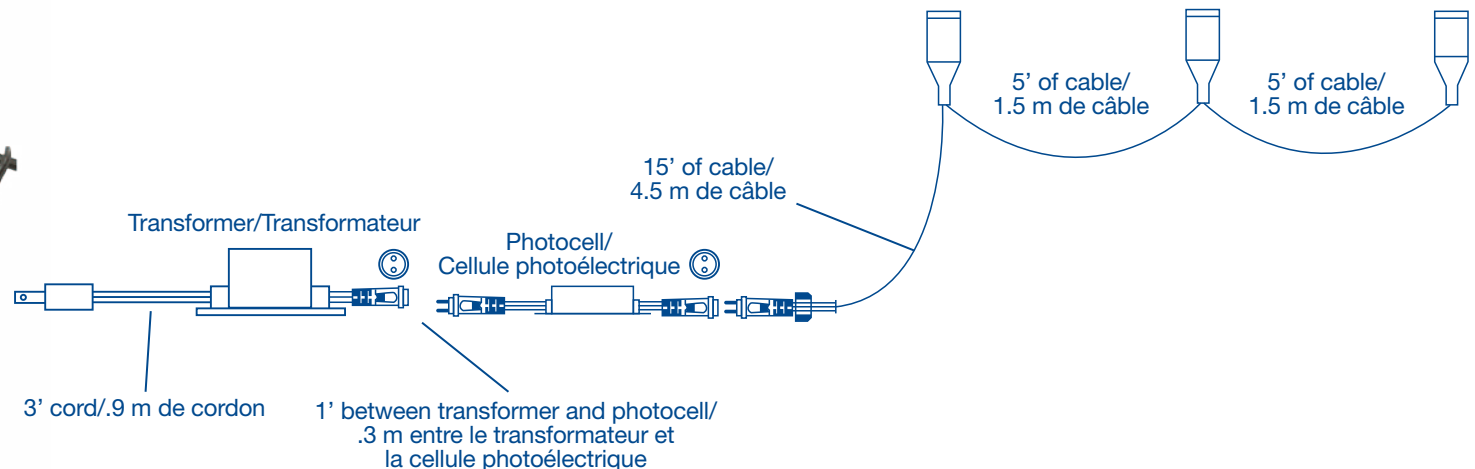 5’ of cable/
1.5 m de câble
5’ of cable/
1.5 m de câble
15’ of cable/
4.5 m de câble
Transformer/Transformateur
Photocell/
Cellule photoélectrique
3’ cord/.9 m de cordon
1’ between transformer and photocell/
.3 m entre le transformateur et
la cellule photoélectrique